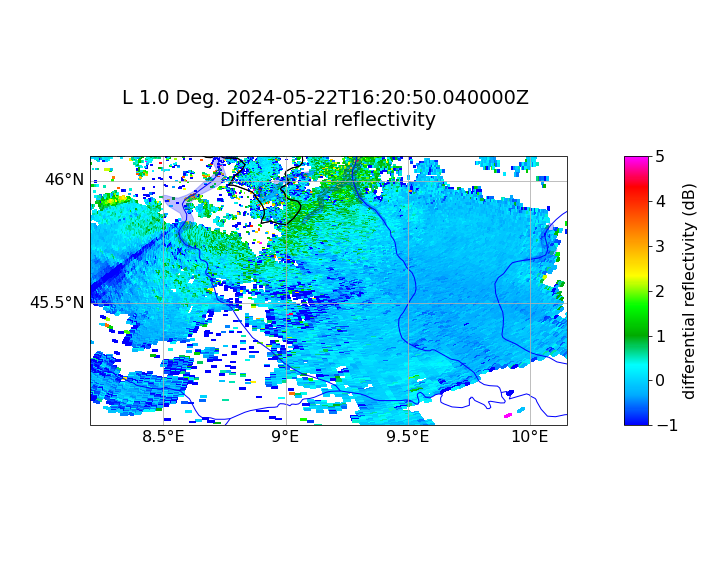 L 1.0 Deg. 2024-05-22T16:20:50.040000Z
Differential reflectivity
46°N
45.5°N
8.5°E
9°E
9.5°E
10°E
5
4
3
2
1
0
−1
differential reflectivity (dB)